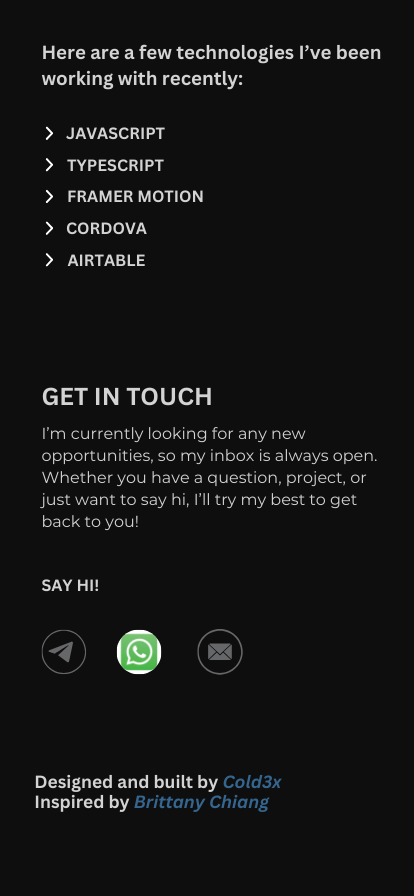 Here are a few technologies I’ve been
working with recently:
JAVASCRIPT
TYPESCRIPT
FRAMER MOTION
CORDOVA
AIRTABLE
GET IN TOUCH
I’m currently looking for any new
opportunities, so my inbox is always open.
Whether you have a question, project, or
just want to say hi, I’ll try my best to get
back to you!
SAY HI!
Designed and built by Cold3x
Inspired by Brittany Chiang